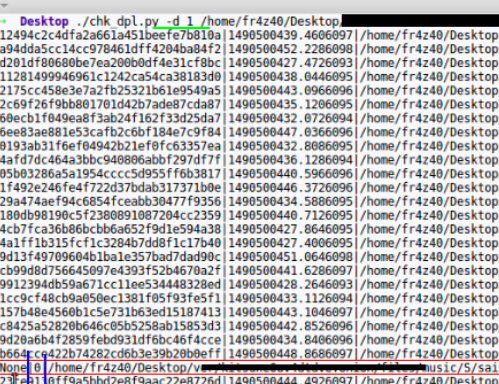 → Desktop ./chk_dpl.py -d 1 /home/fr4z40/Desktop/
12494c2c4dfa2a661a451beefe7b810a|1490500439.4606097|/home/fr4z40/Desktop
a94dda5cc14cc978461dff4204ba84f2|1490500452.2286098|/home/fr4z40/Desktop
d201df80680be7ea200b0df4e31cf8bc|1490500427.4726093|/home/fr4z40/Desktop
11281499946961c1242ca54ca38183d0|1490500438.0446095|/home/fr4z40/Desktop
2175cc458e3e7a2fb25321b61e9549a5|1490500443.0966096|/home/fr4z40/Desktop
2c69f26f9bb801701d42b7ade87cda87|1490500435.1206095|/home/fr4z40/Desktop
60ecb1f049ea8f3ab24f162f33d25da7|1490500432.0726094|/home/fr4z40/Desktop
6ee83ae881e53cafb2c6bf184e7c9f84|1490500447.0366096|/home/fr4z40/Desktop
0193ab31f6ef04942b21ef0fc63357ea|1490500432.8086095|/home/fr4z40/Desktop
4afd7dc464a3bbc940806abbf297df7f|1490500436.1286094|/home/fr4z40/Desktop
05b03286a5a1954cccc5d955ff6b3817|1490500440.5966096|/home/fr4z40/Desktop
1f492e246fe4f722d37bdab317371b0e|1490500446.3726096|/home/fr4z40/Desktop
29a474aef94c6854fceabb30477f9356|1490500434.5886095|/home/fr4z40/Desktop
180db98190c5f2380891087204cc2359|1490500440.7126095|/home/fr4z40/Desktop
4cb7fca36b86bcbb6a652f9d1e594a38|1490500427.8646095|/home/fr4z40/Desktop
4a1ff1b315fcf1c3284b7dd8f1c17b40|1490500427.4006095|/home/fr4z40/Desktop
9d13f49709604b1ba1e357bad7dad90c|1490500451.0646098|/home/fr4z40/Desktop
cb99d8d756645097e4393f52b4670a2f|1490500441.6286097|/home/fr4z40/Desktop
9912394db59a671cc11ee534448328ed|1490500428.2646093|/home/fr4z40/Desktop
1cc9cf48cb9a050ec1381f05f93fe5f1|1490500433.1126094|/home/fr4z40/Desktop
157b48e4560b1c5e731b63ed15187413|1490500443.1046096|/home/fr4z40/Desktop
c8425a52820b646c05b5258ab15853d3|1490500442.8526096|/home/fr4z40/Desktop
9d20a6b4f2859febd931df6bc46f4cce|1490500434.8406096|/home/fr4z40/Desktop
|1490500448.8686097|/home/fr4z40/Desktop
None|0|/home/fr4z40/Desktop/
|1490500444.4926097|/home/fr4z40/Desktop